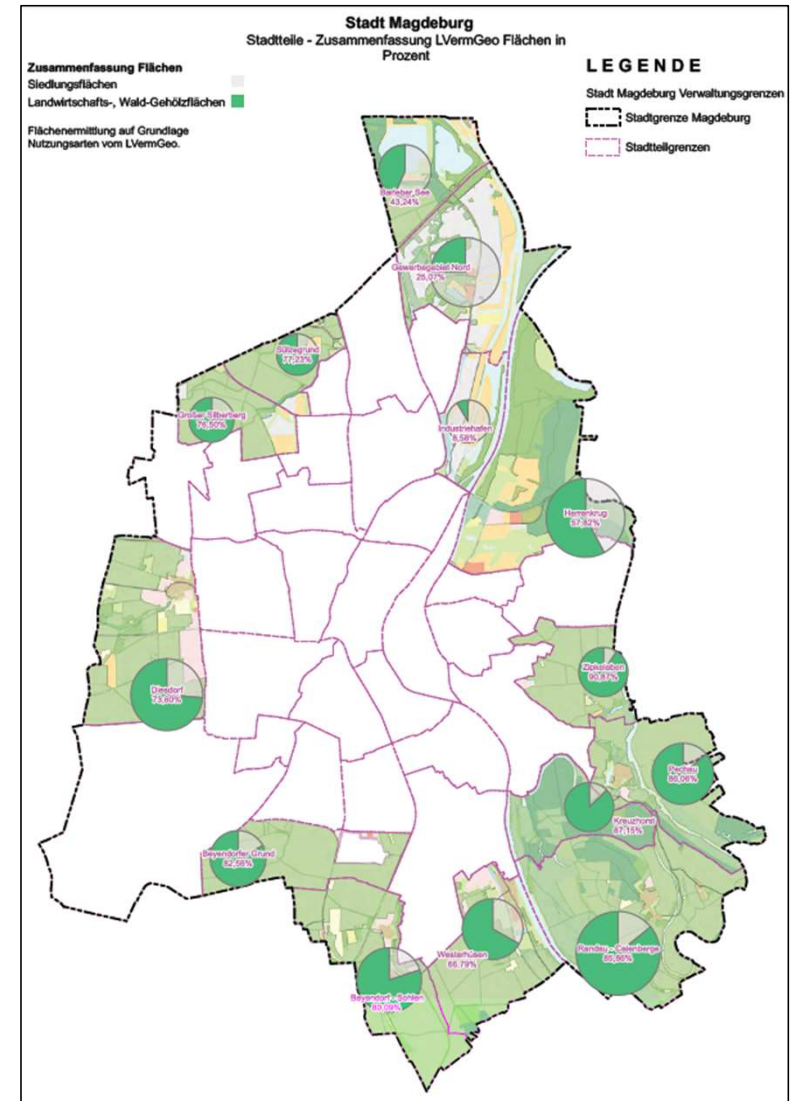 Stadt Magdeburg
Stadtteile - Zusammenfassung LVermGeo Flächen in
Prozent
Zusammenfassung Flächen
Siedlungsflächen
Landwirtschafts-, Wald-Gehölzflächen
Flächenermittlung auf Grundlage
Nutzungsarten vom LVermGeo.
LEGENDE
Stadt Magdeburg Verwaltungsgrenzen
Stadtgrenze Magdeburg
Stadtteilgrenzen
Barleber See
43,24%
Gewerbegebiet Nord
25,07%
Sülzegrund
77,23%
Großer Silberberg
76,50%
Industriehafen
8,58%
Herrenkrug
57,82%
Zipkeleben
90,87%
Diesdorf
73,60%
Pechau
86,06%
Kreuzhorst
87,15%
Beyendorfer Grund
82,58%
Westerhüsen
66,79%
Randau - Calenberge
85,86%
Beyendorf - Sohlen